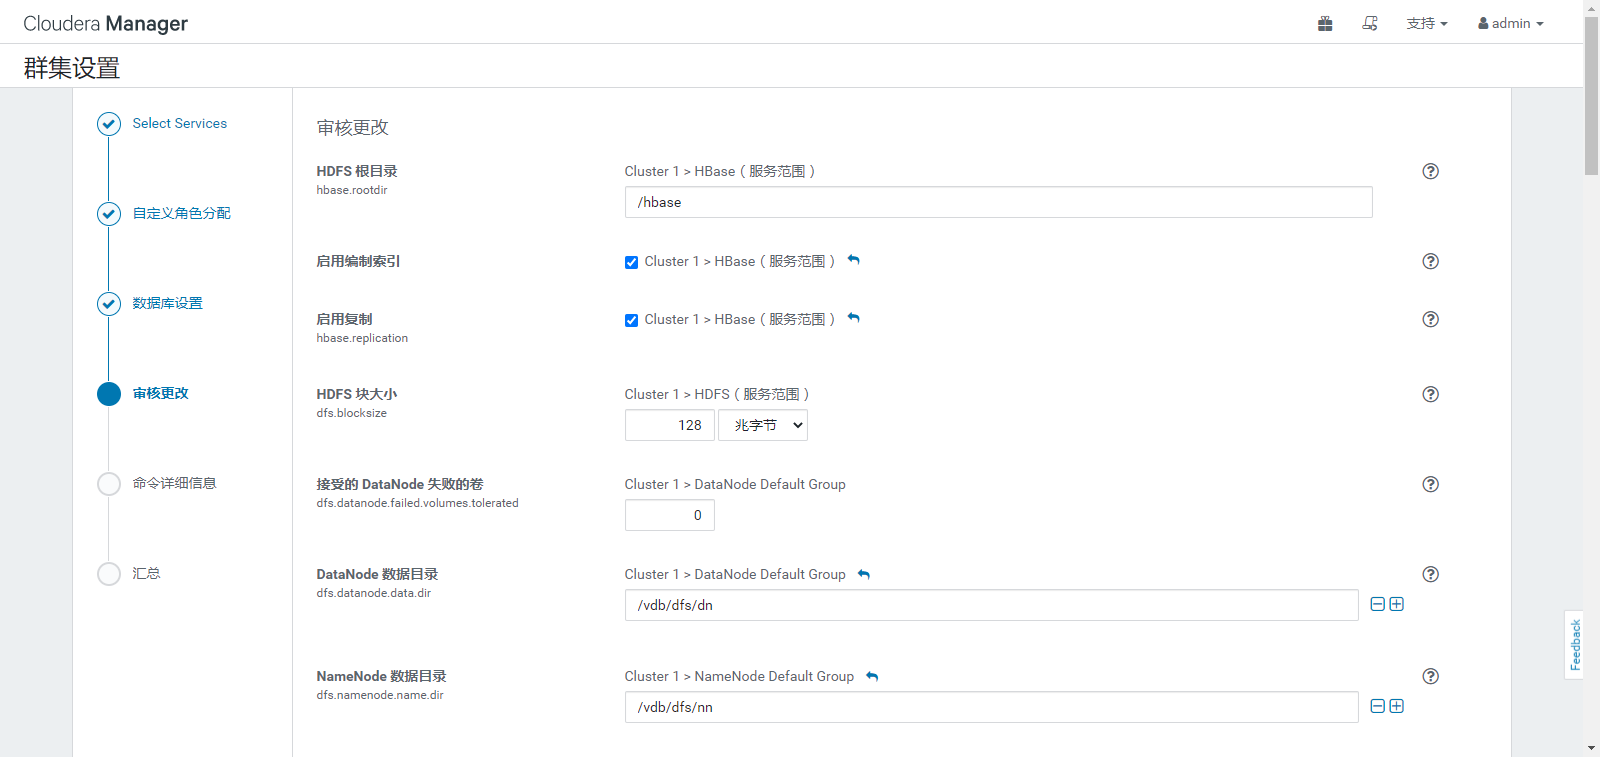 Cloudera Manager
支持
admin
群集设置
Select Services
自定义角色分配
数据库设置
审核更改
命令详细信息
汇总
审核更改
HDFS 根目录
hbase.rootdir
Cluster 1 > HBase（服务范围）
/hbase
启用编制索引
Cluster 1 > HBase（服务范围）
启用复制
hbase.replication
Cluster 1 > HBase（服务范围）
HDFS 块大小
dfs.blocksize
Cluster 1 > HDFS（服务范围）
128 兆字节
接受的 DataNode 失败的卷
dfs.datanode.failed.volumes.tolerated
Cluster 1 > DataNode Default Group
0
DataNode 数据目录
dfs.datanode.data.dir
Cluster 1 > DataNode Default Group
/vdb/dfs/dn
NameNode 数据目录
dfs.namenode.name.dir
Cluster 1 > NameNode Default Group
/vdb/dfs/nn
Feedback